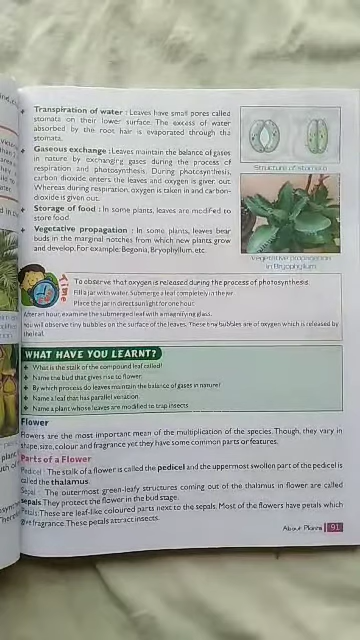 Transpiration of water : Leaves have small pores called
stomata on their lower surface. The excess of water
absorbed by the root hair is evaporated through tha
stomata.
Gaseous exchange : Leaves maintain the balance of gases
in nature by exchanging gases during the process of
respiration and photosynthesis. During photosynthesis,
carbon dioxide enters the leaves and oxygen is given out.
Whereas during respiration, oxygen is taken in and carbon-
dioxide is given out.
Storage of food : In some plants, leaves are modified to
store food.
Vegetative propagation : In some plants, leaves bear
buds in the marginal notches from which new plants grow
and develop. For example: Begonia, Bryophyllum, etc.
Structure of stomata
Vegetative propagation
in Bryophyllum
Time
To observe that oxygen is released during the process of photosynthesis.
Fill a jar with water. Submerge a leaf completely in the jar.
Place the jar in direct sunlight for one hour.
After an hour, examine the submerged leaf with a magnifying glass.
You will observe tiny bubbles on the surface of the leaves. These tiny bubbles are of oxygen which is released by
the leaf.
WHAT HAVE YOU LEARNT?
What is the stalk of the compound leaf called?
Name the bud that gives rise to flower.
By which process do leaves maintain the balance of gases in nature?
Name a leaf that has parallel venation.
Name a plant whose leaves are modified to trap insects.
Flower
Flowers are the most important mean of the multiplication of the species. Though, they vary in
shape, size, colour and fragrance yet they have some common parts or features.
Parts of a Flower
Pedicel : The stalk of a flower is called the pedicel and the uppermost swollen part of the pedicel is
called the thalamus.
Sepal : The outermost green-leafy structures coming out of the thalamus in flower are called
sepals. They protect the flower in the bud stage.
Petals : These are leaf-like coloured parts next to the sepals. Most of the flowers have petals which
give fragrance. These petals attract insects.
About Plants 91